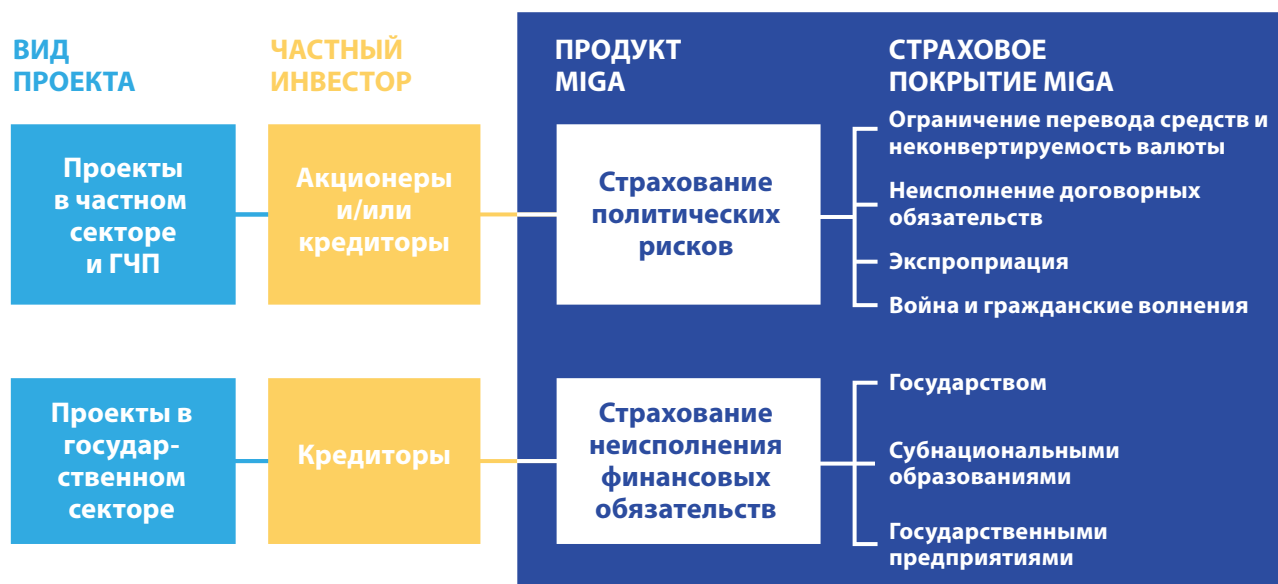 ВИД
ПРОЕКТА
ЧАСТНЫЙ
ИНВЕСТОР
ПРОДУКТ
MIGA
СТРАХОВОЕ
ПОКРЫТИЕ MIGA
Проекты
в частном
секторе
и ГЧП
Акционеры
и/или
кредиторы
Страхование
политических
рисков
Ограничение перевода средств и
неконвертируемость валюты
Неисполнение договорных
обязательств
Экспроприация
Война и гражданские волнения
Проекты в
государ-
ственном
секторе
Кредиторы
Страхование
неисполнения
финансовых
обязательств
Государством
Субнациональными
образованиями
Государственными
предприятиями